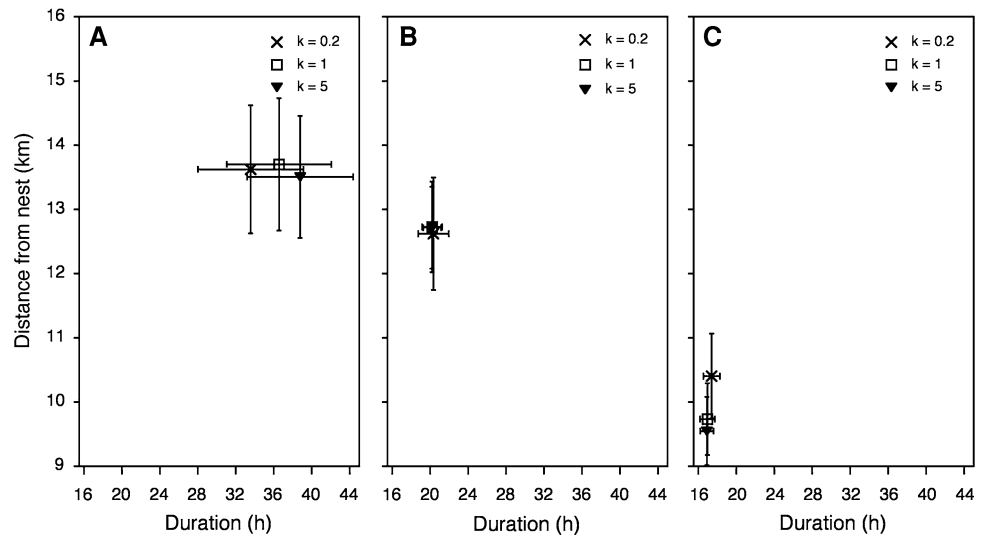 Distance from nest (km)
16
15
14
13
12
11
10
9
A
k = 0.2
k = 1
k = 5
16 20 24 28 32 36 40 44
Duration (h)
B
k = 0.2
k = 1
k = 5
16 20 24 28 32 36 40 44
Duration (h)
C
k = 0.2
k = 1
k = 5
16 20 24 28 32 36 40 44
Duration (h)